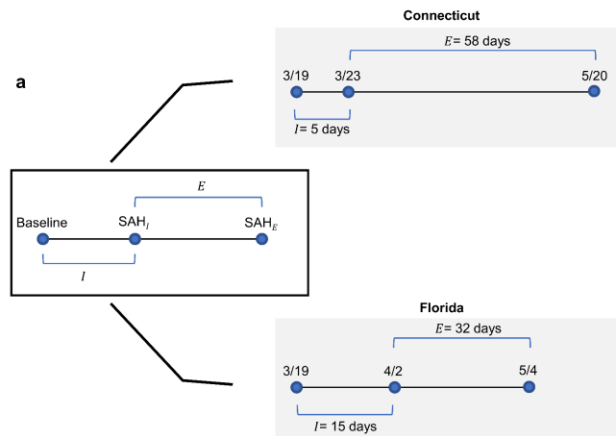 Connecticut
E = 58 days
a
3/19 3/23 5/20
I = 5 days
E
Baseline SAH_I SAH_E
I
Florida
E = 32 days
3/19 4/2 5/4
I = 15 days